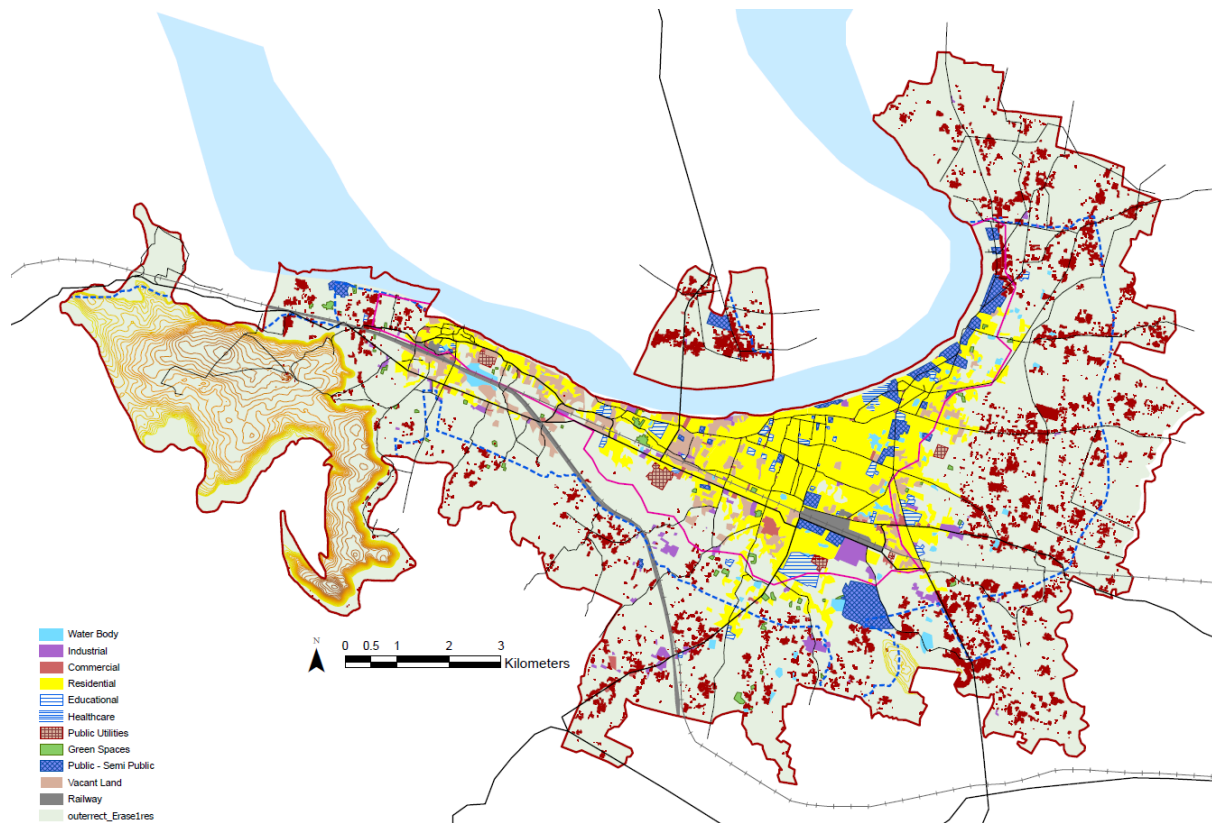 Water Body
Industrial
Commercial
Residential
Educational
Healthcare
Public Utilities
Green Spaces
Public - Semi Public
Vacant Land
Railway
outerrect_Erase1res
N
0 0.5 1 2 3
Kilometers